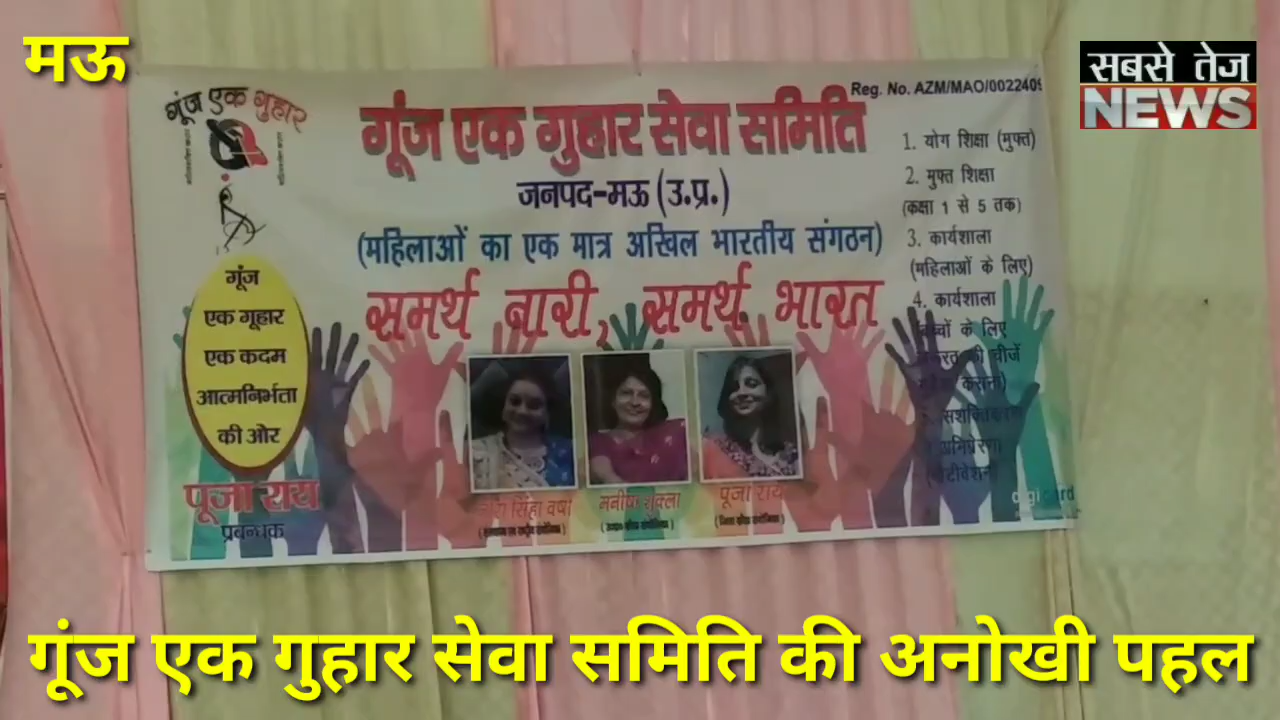 मऊ
सबसे तेज
NEWS
गूंज एक गुहार
Reg. No. AZM/MAO/0022409
गूंज एक गुहार सेवा समिति
जनपद-मऊ (उ.प्र.)
(महिलाओं का एक मात्र अखिल भारतीय संगठन)
समर्थ नारी, समर्थ भारत
1. योग शिक्षा (मुफ्त)
2. मुफ्त शिक्षा
(कक्षा 1 से 5 तक)
3. कार्यशाला
(महिलाओं के लिए)
4. कार्यशाला
के लिए
चीजें
गूंज
एक गूहार
एक कदम
आत्मनिर्भता
की ओर
पूजा राय
प्रबन्धक
सिंहा
शुक्ला
पूजा राय
गूंज एक गुहार सेवा समिति की अनोखी पहल